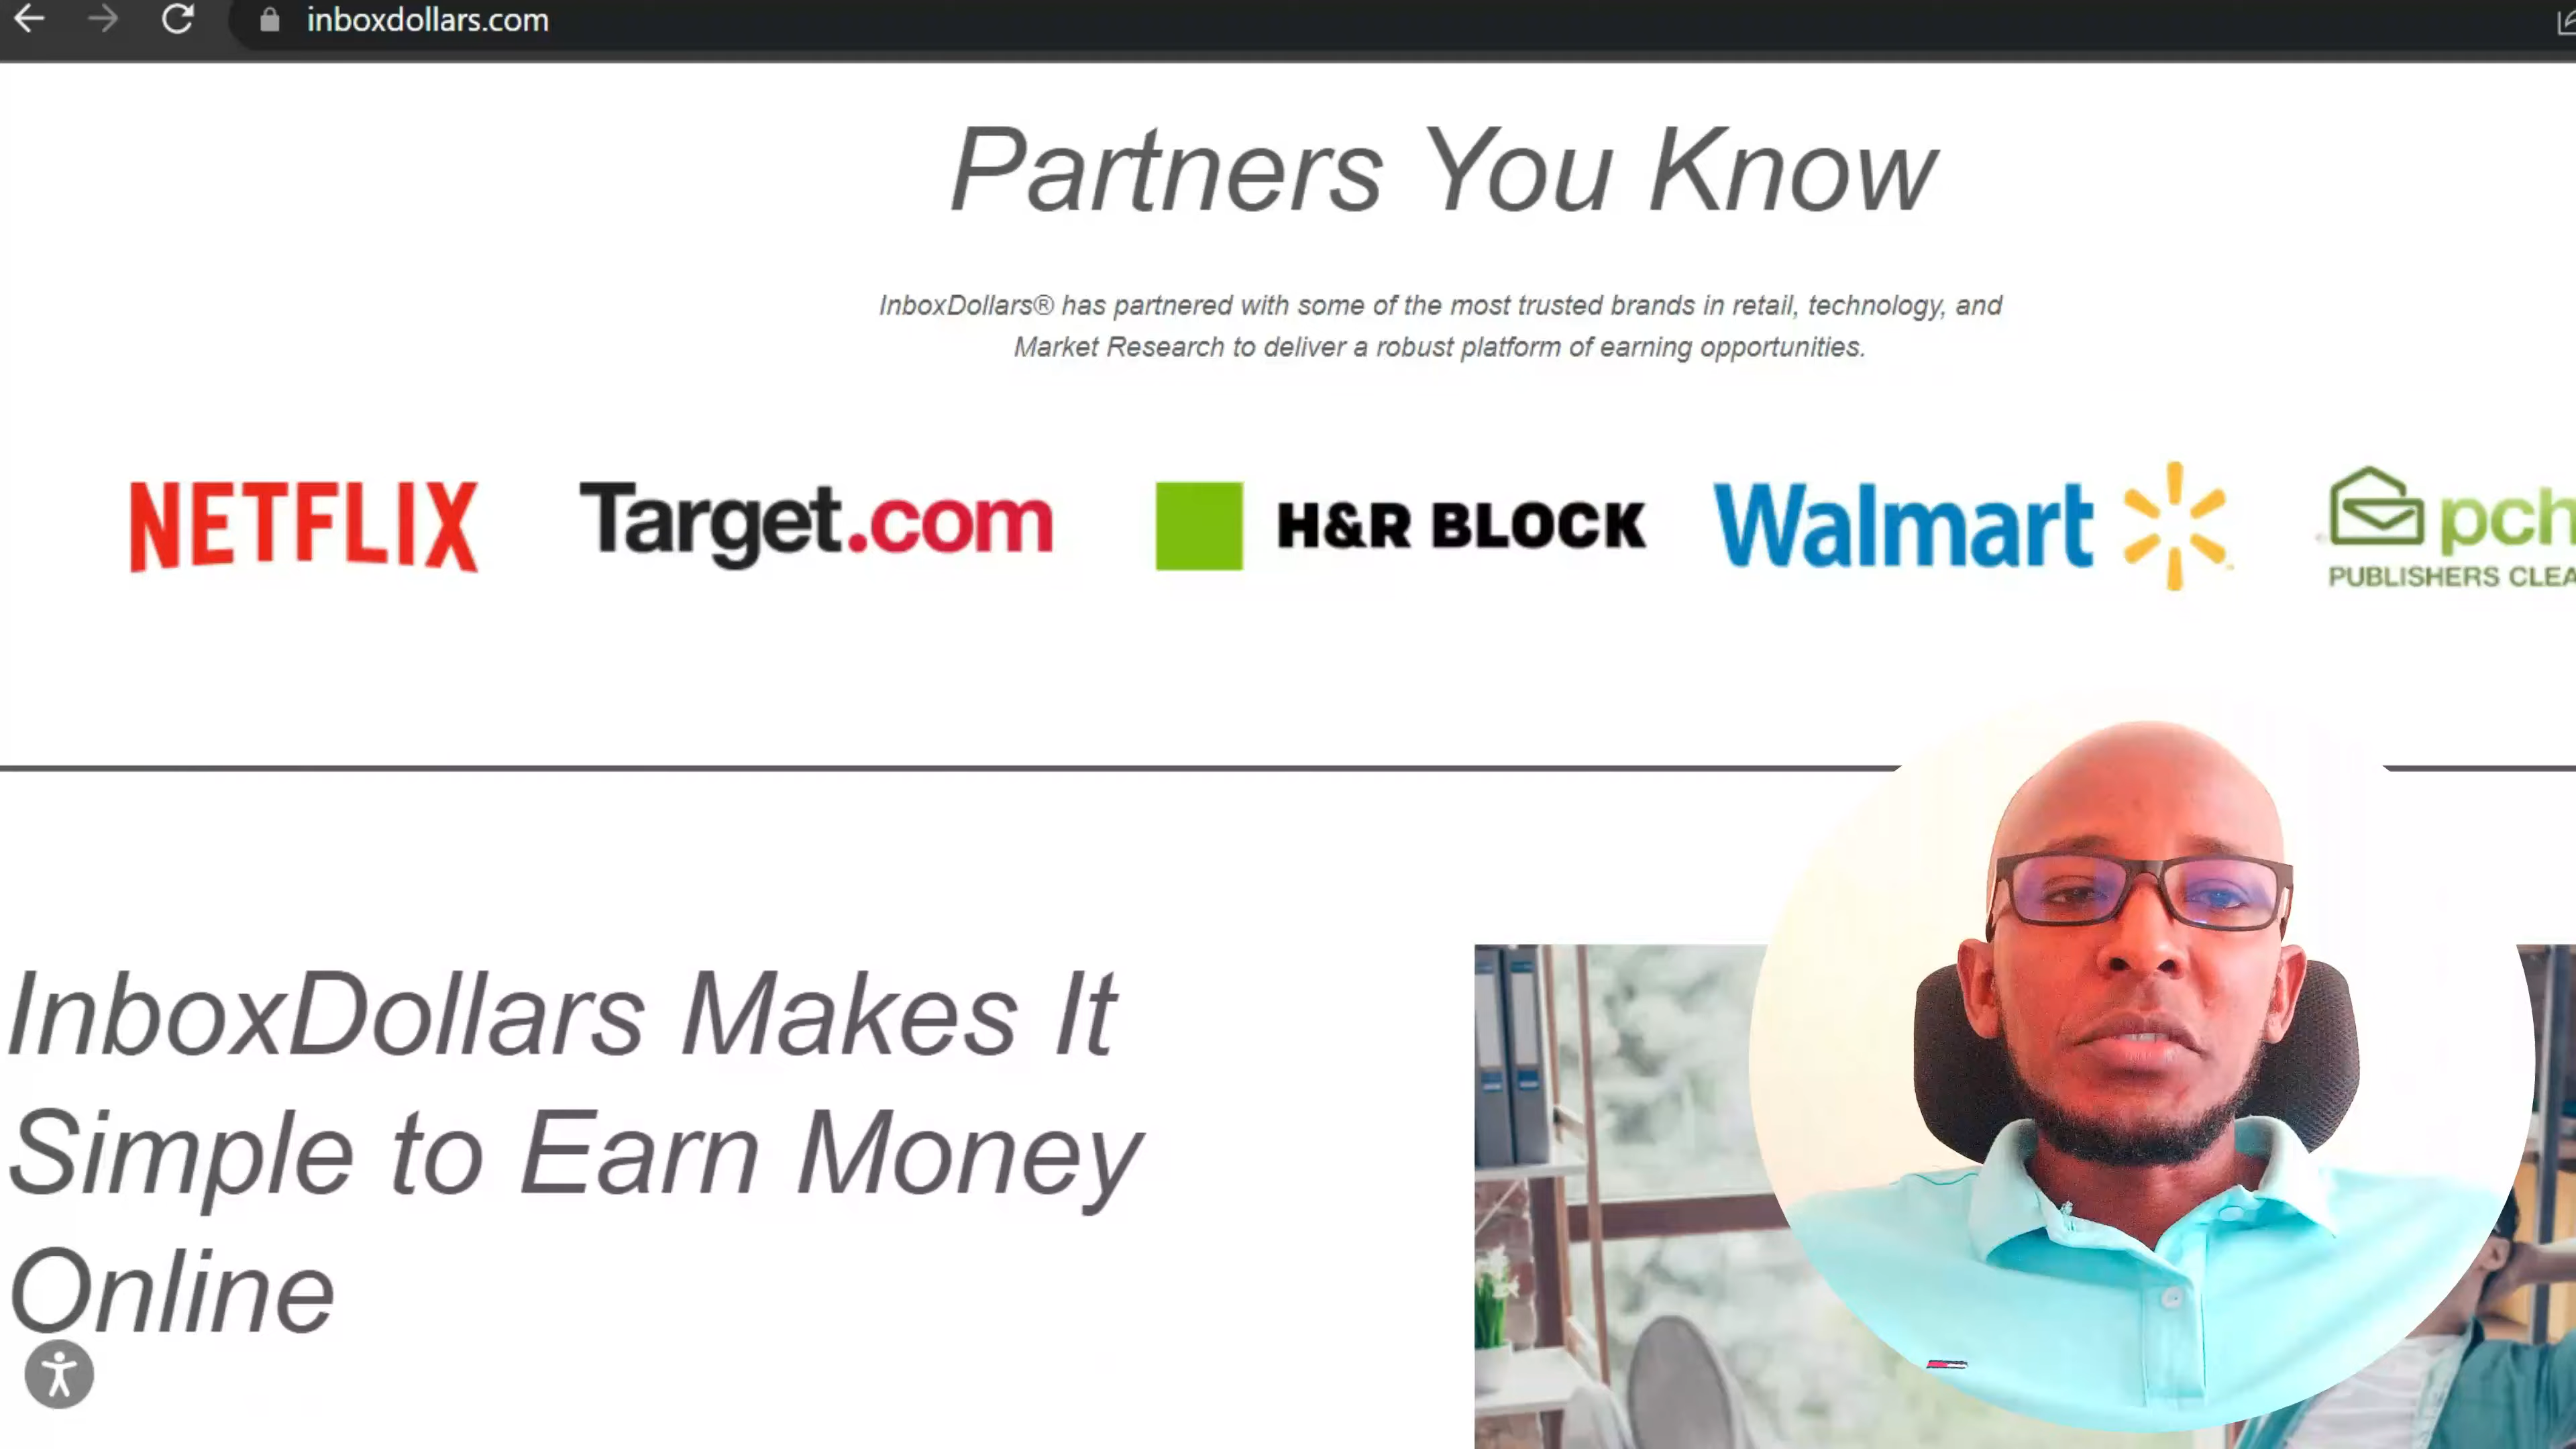 inboxdollars.com
Partners You Know
InboxDollars® has partnered with some of the most trusted brands in retail, technology, and
Market Research to deliver a robust platform of earning opportunities.
NETFLIX
Target.com
H&R BLOCK
Walmart
pch
PUBLISHERS CLEA
InboxDollars Makes It
Simple to Earn Money
Online